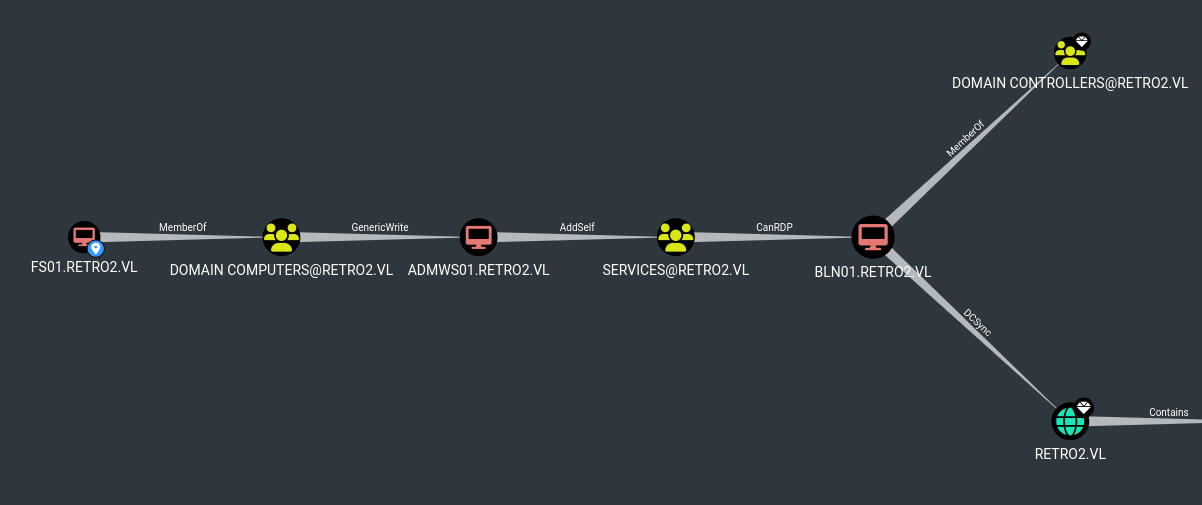 DOMAIN CONTROLLERS@RETRO2.VL
MemberOf
MemberOf
GenericWrite
AddSelf
CanRDP
FS01.RETRO2.VL
DOMAIN COMPUTERS@RETRO2.VL
ADMWS01.RETRO2.VL
SERVICES@RETRO2.VL
BLN01.RETRO2.VL
DCSync
Contains
RETRO2.VL